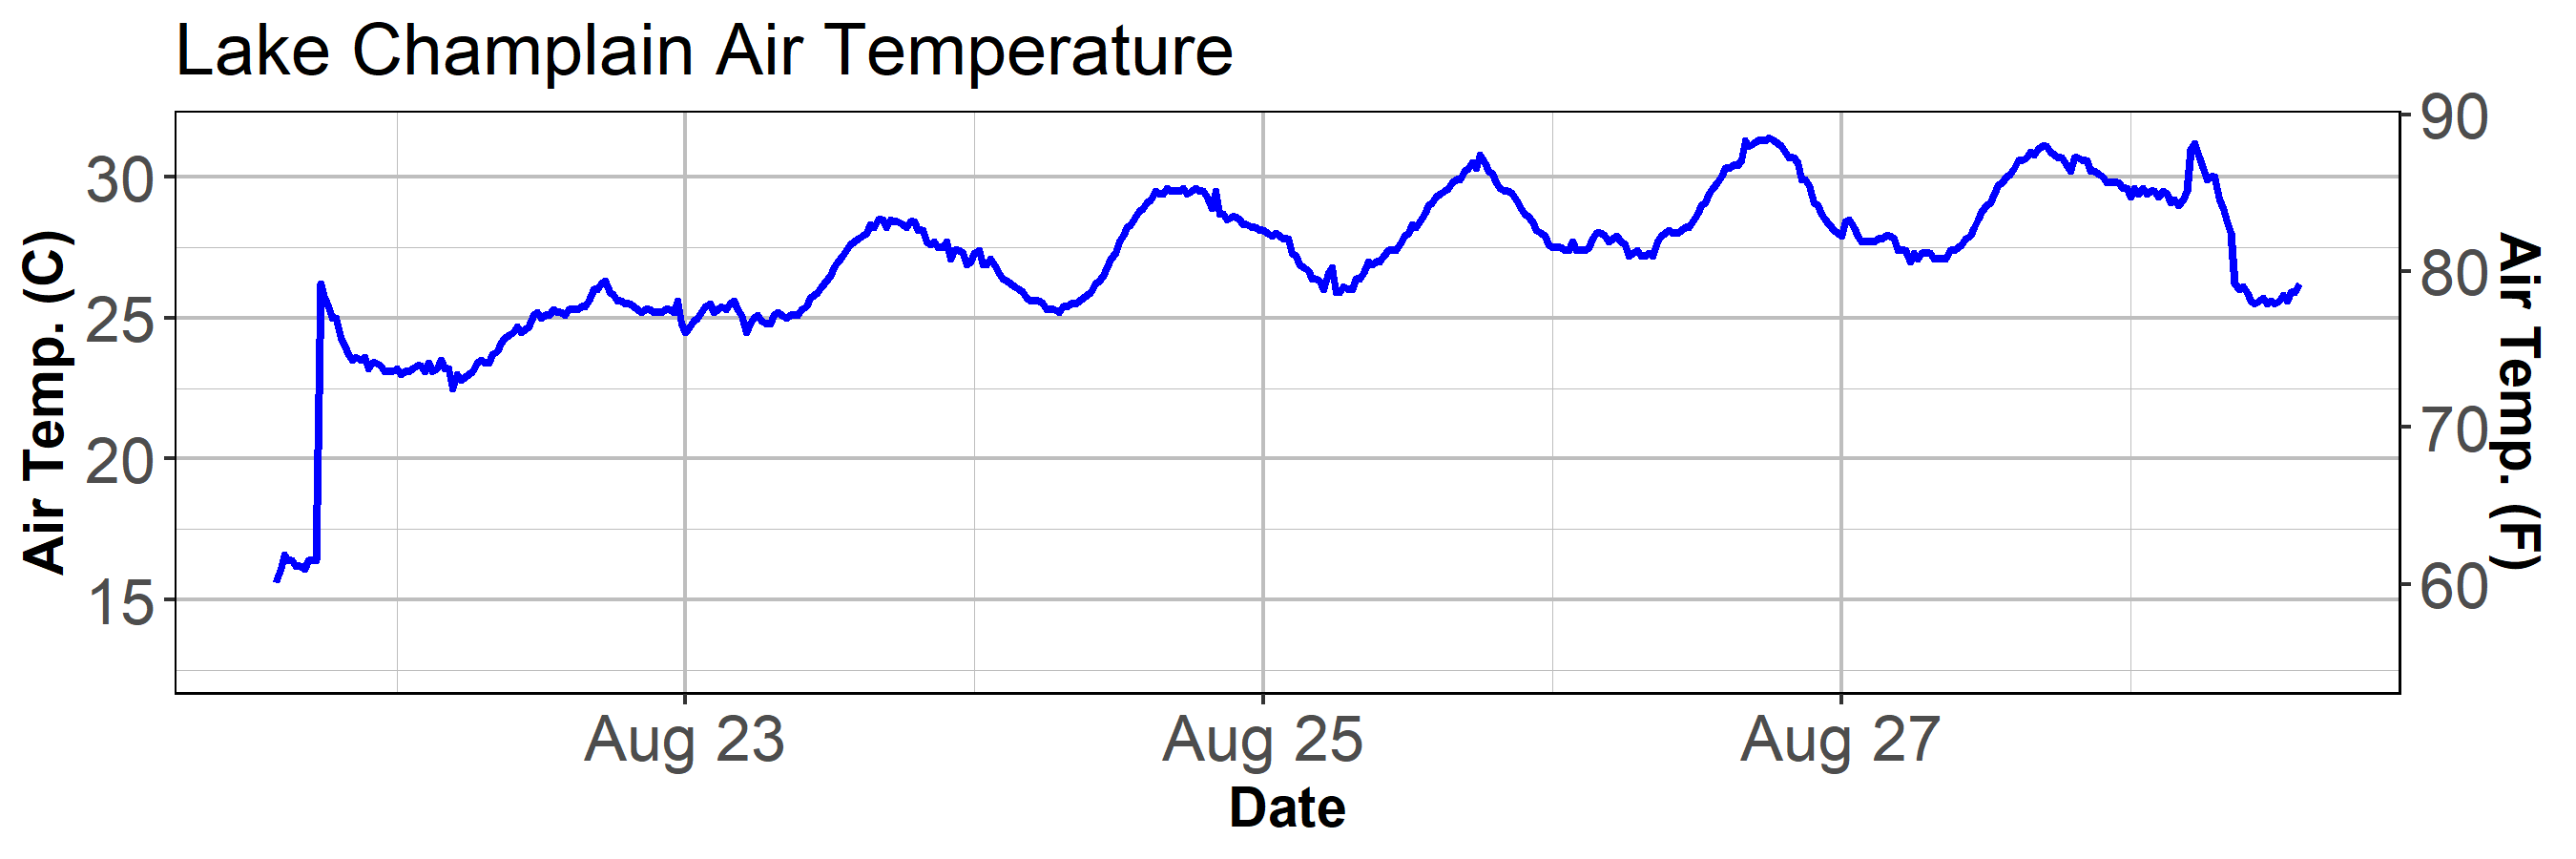 Lake Champlain Air Temperature
Air Temp. (C)
30
25
20
15
90
80
70
60
Air Temp. (F)
Aug 23
Aug 25
Aug 27
Date